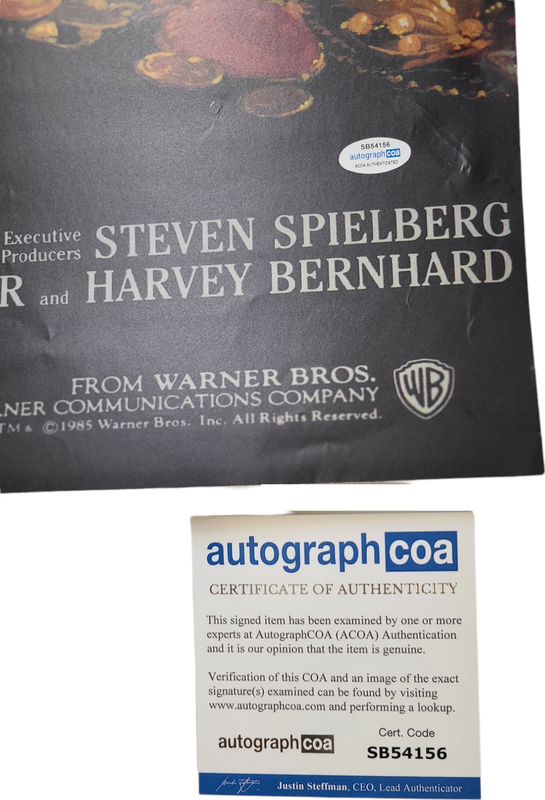 SB54156
autographcoa
ACOA AUTHENTICATED
Executive Producers STEVEN SPIELBERG
R and HARVEY BERNHARD
FROM WARNER BROS.
RNER COMMUNICATIONS COMPANY
TM & ©1985 Warner Bros. Inc. All Rights Reserved.
WB
autographcoa
CERTIFICATE OF AUTHENTICITY
This signed item has been examined by one or more
experts at AutographCOA (ACOA) Authentication
and it is our opinion that the item is genuine.
Verification of this COA and an image of the exact
signature(s) examined can be found by visiting
www.autographcoa.com and performing a lookup.
autographcoa
Cert. Code
SB54156
Justin Steffman, CEO, Lead Authenticator